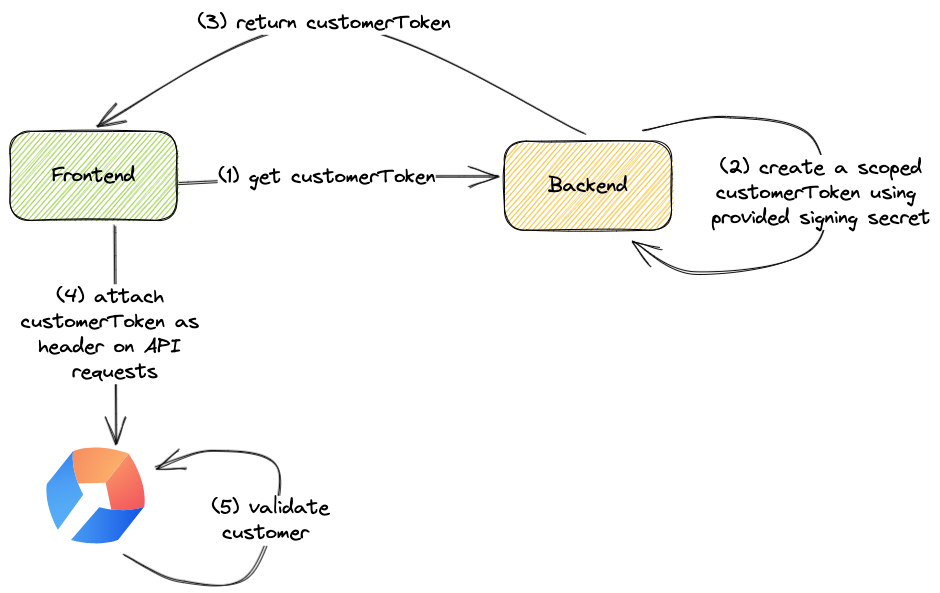 (3) return customerToken
Frontend
(1) get customerToken
Backend
(2) create a scoped
customerToken using
provided signing secret
(4) attach
customerToken as
header on API
requests
(5) validate
customer